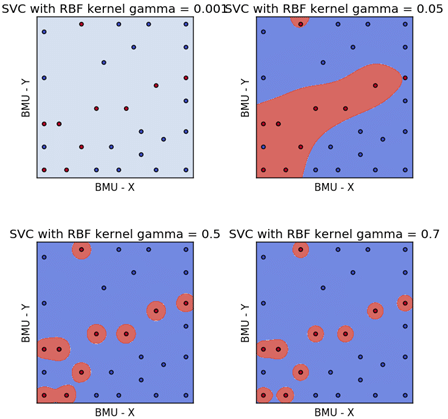 SVC with RBF kernel gamma = 0.001
SVC with RBF kernel gamma = 0.05
BMU - Y
BMU - Y
BMU - X
BMU - X
SVC with RBF kernel gamma = 0.5
SVC with RBF kernel gamma = 0.7
BMU - Y
BMU - Y
BMU - X
BMU - X